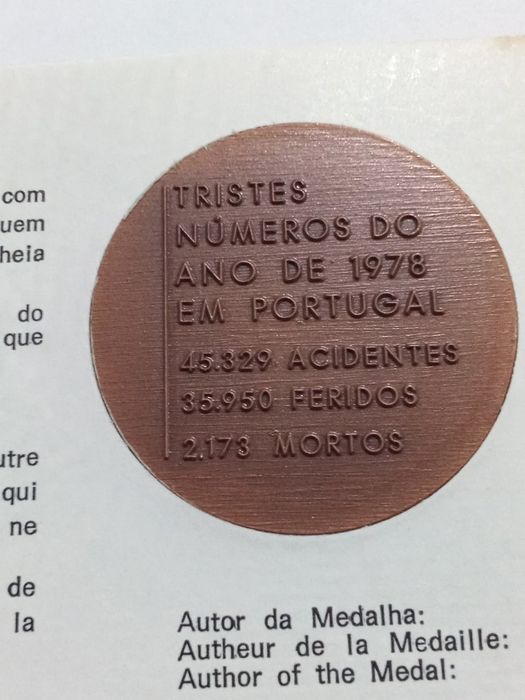 com
uem
heia
do
que
TRISTES
NÚMEROS DO
ANO DE 1978
EM PORTUGAL
45.329 ACIDENTES
35.950 FERIDOS
2.173 MORTOS
utre
qui
ne
de
la
Autor da Medalha:
Autheur de la Medaille:
Author of the Medal: